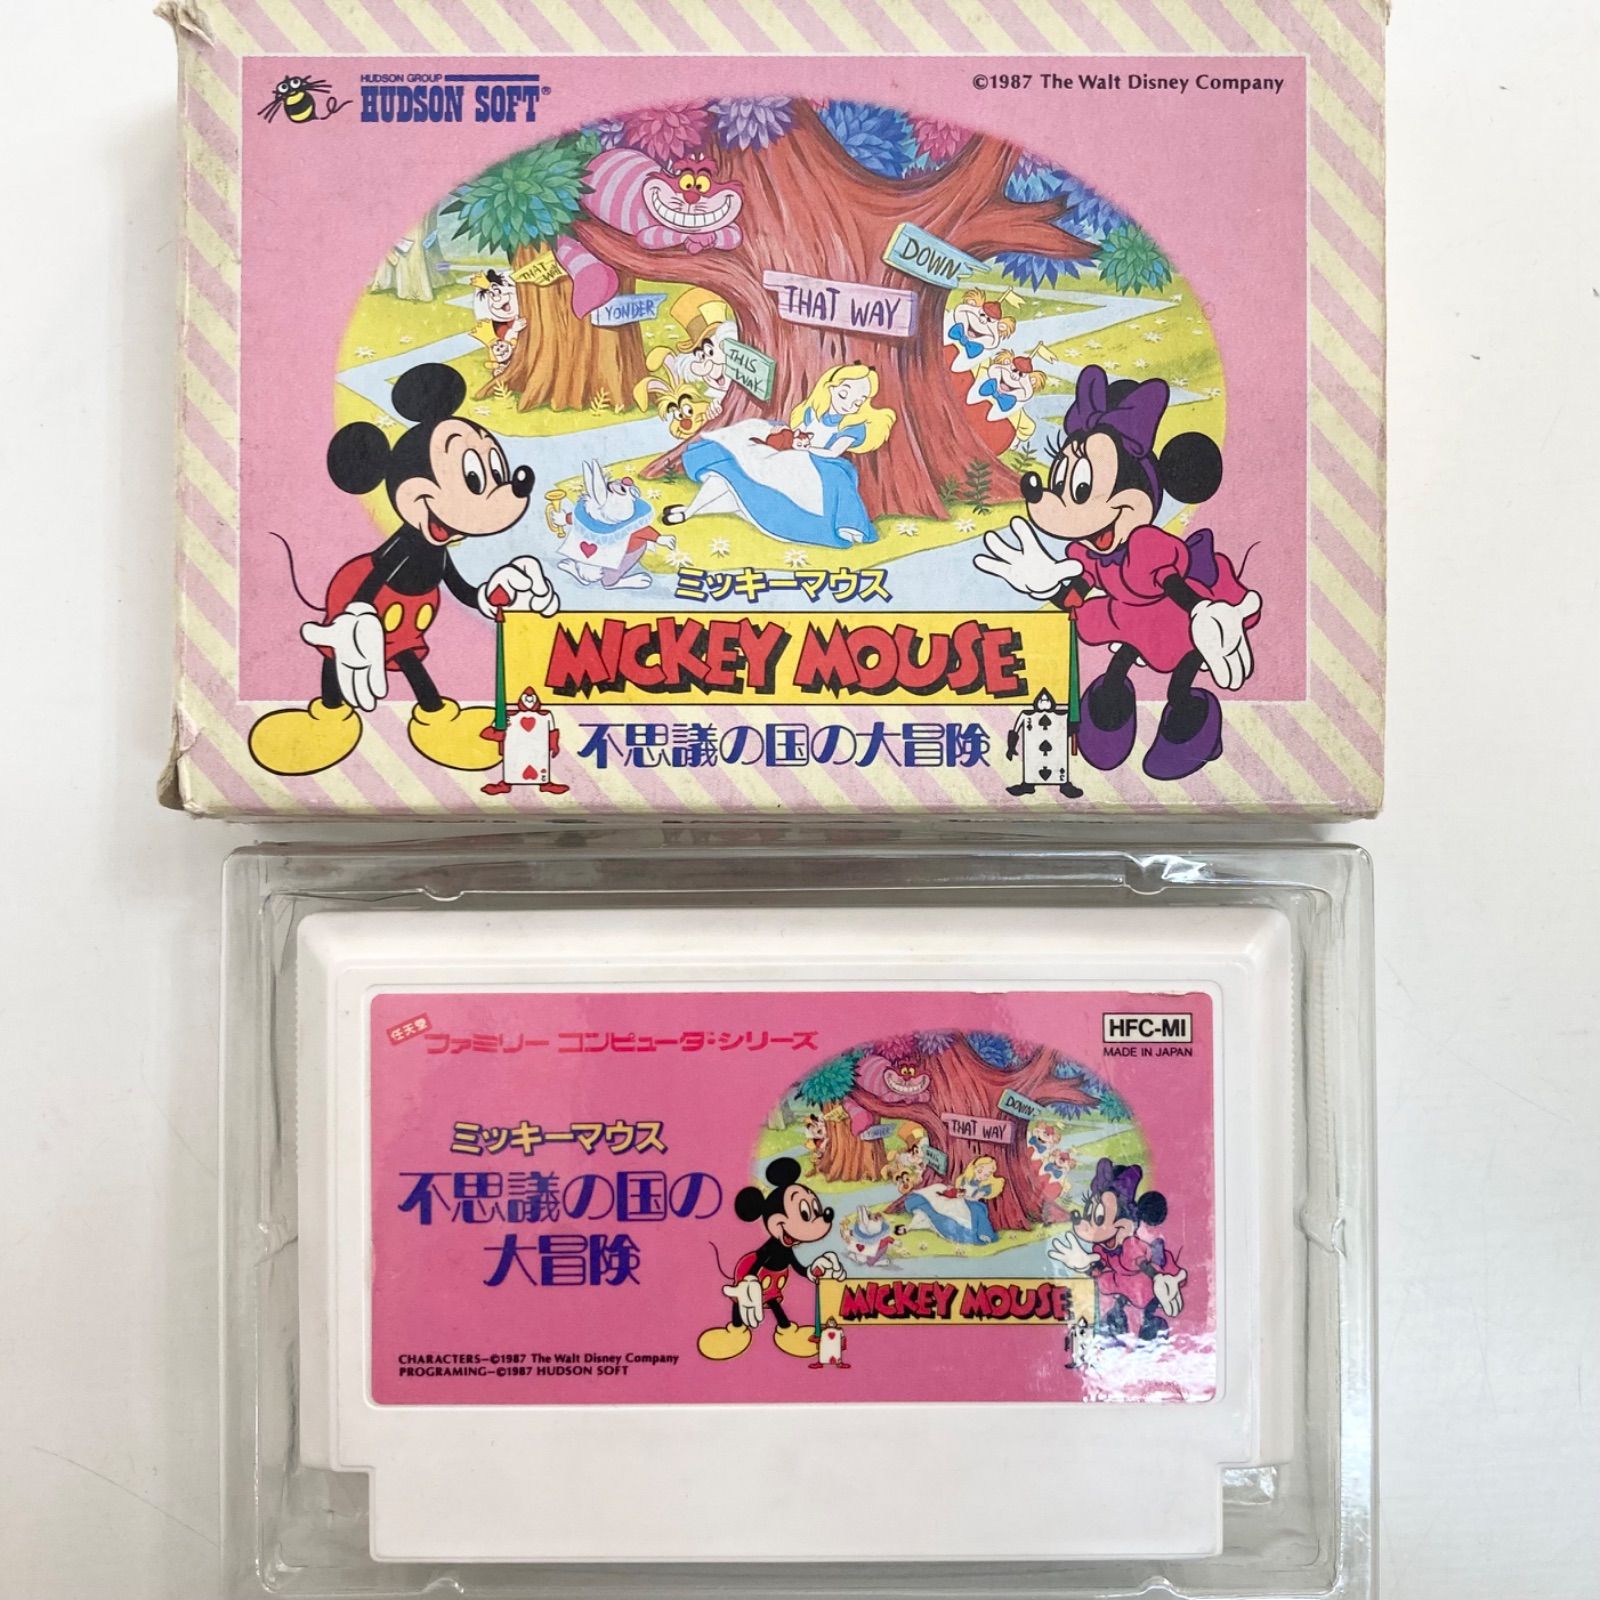 HUDSON GROUP
HUDSON SOFT®
©1987 The Walt Disney Company
DOWN
THAT WAY
THAT WAY
YONDER
THIS WAY
ミッキーマウス
MICKEY MOUSE
不思議の国の大冒険
任天堂
ファミリー コンピュータ・シリーズ
HFC-MI
MADE IN JAPAN
ミッキーマウス
不思議の国の
大冒険
DOWN
THAT WAY
YONDER
MICKEY MOUSE
CHARACTERS–©1987 The Walt Disney Company
PROGRAMING–©1987 HUDSON SOFT